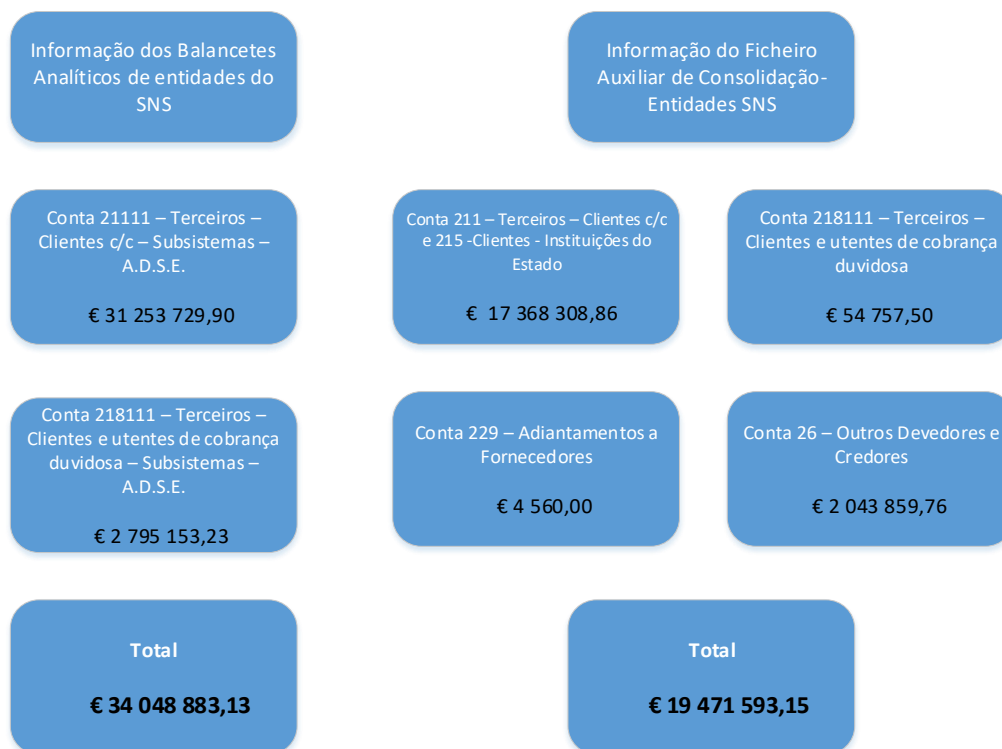 Informação dos Balancetes
Analíticos de entidades do
SNS
Informação do Ficheiro
Auxiliar de Consolidação-
Entidades SNS
Conta 21111 – Terceiros –
Clientes c/c – Subsistemas –
A.D.S.E.
€ 31 253 729,90
Conta 211 – Terceiros – Clientes c/c
e 215 -Clientes - Instituições do
Estado
€ 17 368 308,86
Conta 218111 – Terceiros –
Clientes e utentes de cobrança
duvidosa
€ 54 757,50
Conta 218111 – Terceiros –
Clientes e utentes de cobrança
duvidosa – Subsistemas –
A.D.S.E.
€ 2 795 153,23
Conta 229 – Adiantamentos a
Fornecedores
€ 4 560,00
Conta 26 – Outros Devedores e
Credores
€ 2 043 859,76
Total
€ 34 048 883,13
Total
€ 19 471 593,15